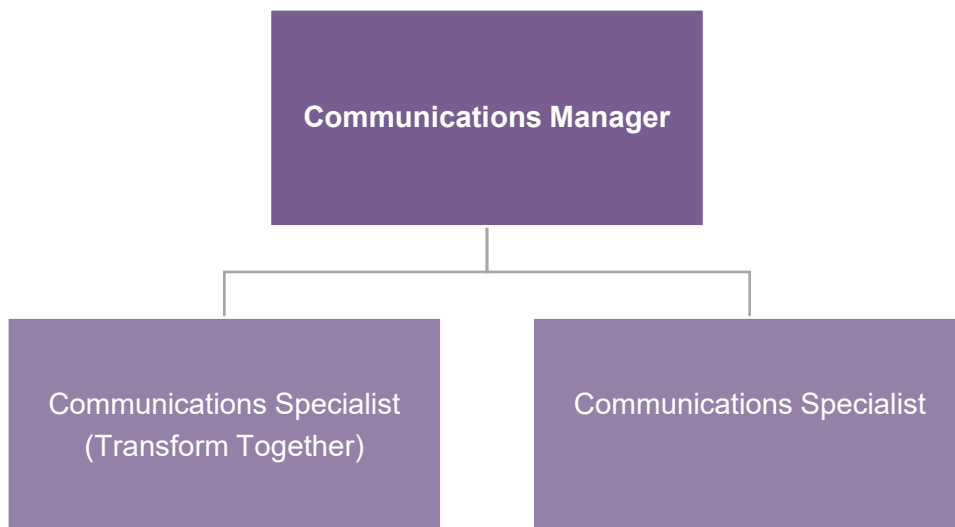 Communications Manager
Communications Specialist
(Transform Together)
Communications Specialist